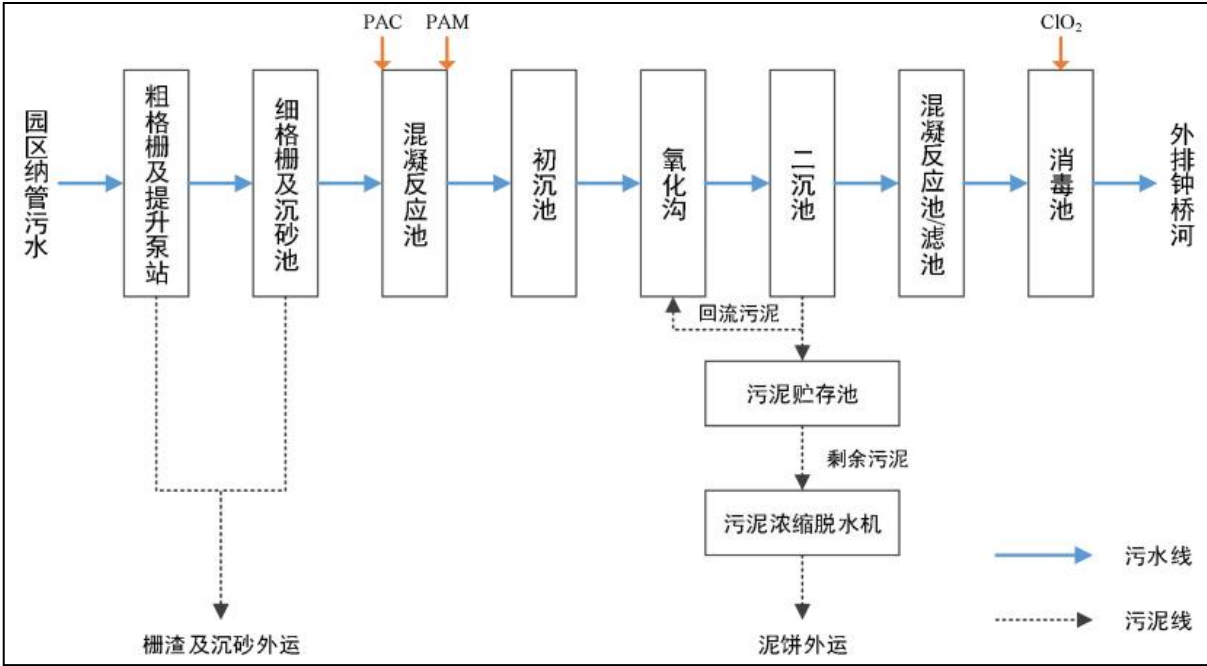 PAC
PAM
ClO₂
园区纳管污水
粗格栅及提升泵站
细格栅及沉砂池
混凝反应池
初沉池
氧化沟
二沉池
混凝反应池/滤池
消毒池
外排钟桥河
回流污泥
污泥贮存池
剩余污泥
污泥浓缩脱水机
污水线
污泥线
栅渣及沉砂外运
泥饼外运